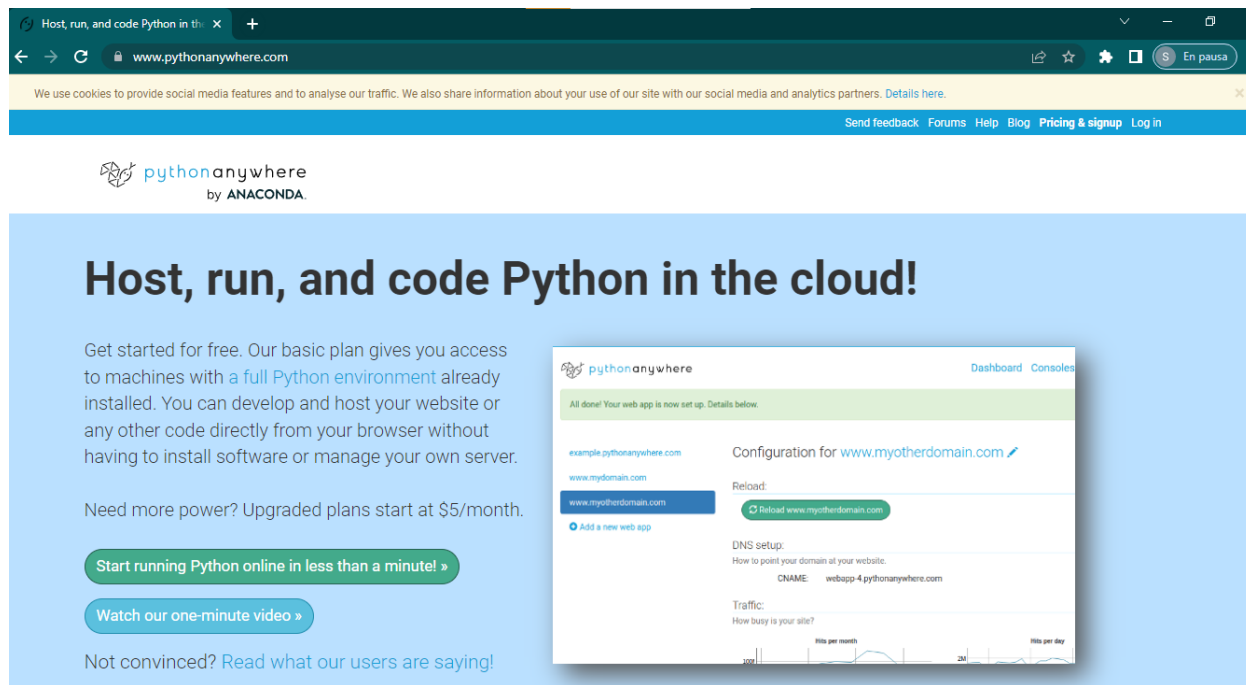 Host, run, and code Python in th
www.pythonanywhere.com
S En pausa
We use cookies to provide social media features and to analyse our traffic. We also share information about your use of our site with our social media and analytics partners. Details here.
Send feedback Forums Help Blog Pricing & signup Log in
pythonanywhere
by ANACONDA.
Host, run, and code Python in the cloud!
Get started for free. Our basic plan gives you access
to machines with a full Python environment already
installed. You can develop and host your website or
any other code directly from your browser without
having to install software or manage your own server.
Need more power? Upgraded plans start at $5/month.
Start running Python online in less than a minute! »
Watch our one-minute video »
Not convinced? Read what our users are saying!
pythonanywhere
Dashboard Consoles
All done! Your web app is now set up. Details below.
example.pythonanywhere.com
www.mydomain.com
www.myotherdomain.com
Add a new web app
Configuration for www.myotherdomain.com
Reload:
Reload www.myotherdomain.com
DNS setup:
How to point your domain at your website.
CNAME: webapp-4.pythonanywhere.com
Traffic:
How busy is your site?
Hits per month Hits per day
2M